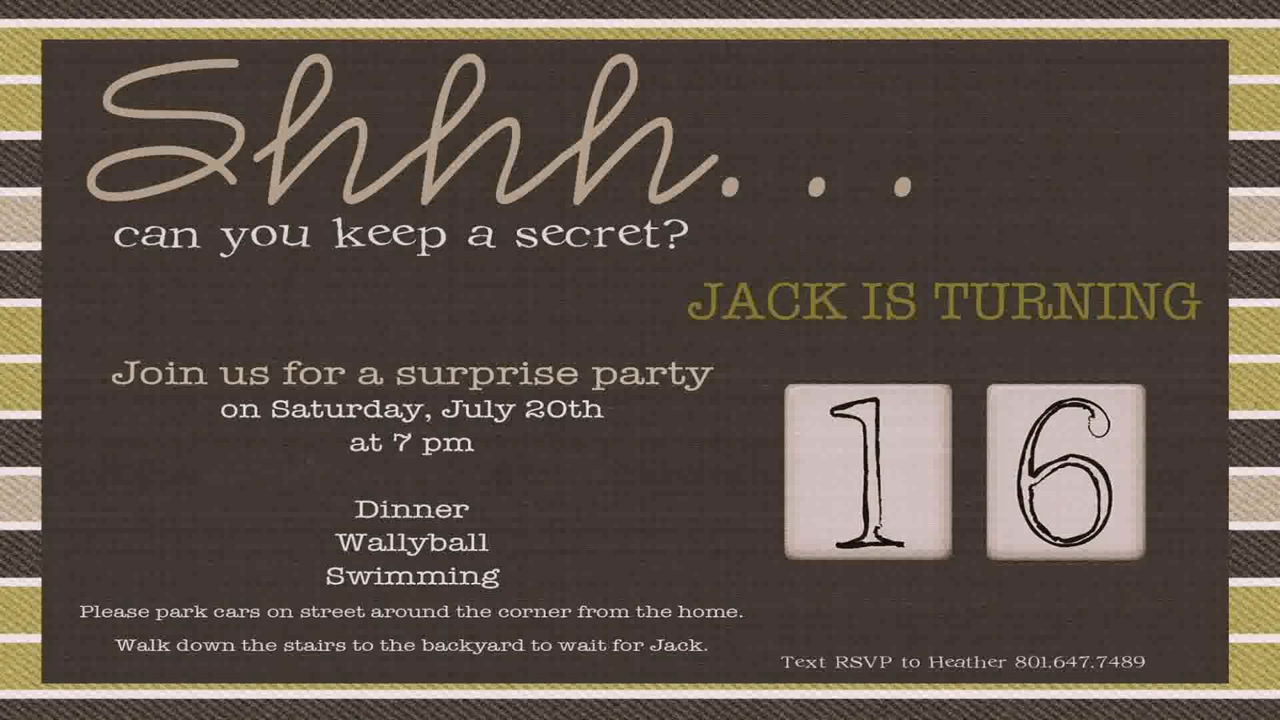 Shhh. . .
can you keep a secret?
JACK IS TURNING
16
Join us for a surprise party
on Saturday, July 20th
at 7 pm
Dinner
Wallyball
Swimming
Please park cars on street around the corner from the home.
Walk down the stairs to the backyard to wait for Jack.
Text RSVP to Heather 801.647.7489